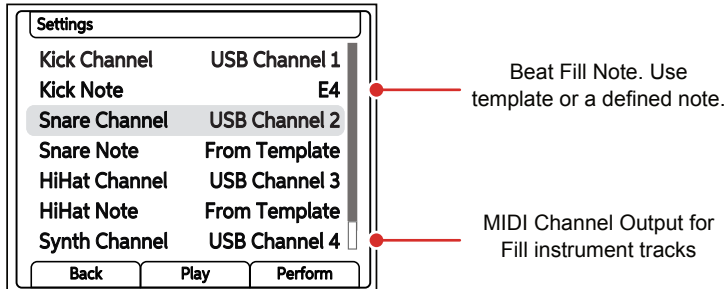 Settings
Kick Channel USB Channel 1
Kick Note E4
Snare Channel USB Channel 2
Snare Note From Template
HiHat Channel USB Channel 3
HiHat Note From Template
Synth Channel USB Channel 4
Back Play Perform
Beat Fill Note. Use
template or a defined note.
MIDI Channel Output for
Fill instrument tracks